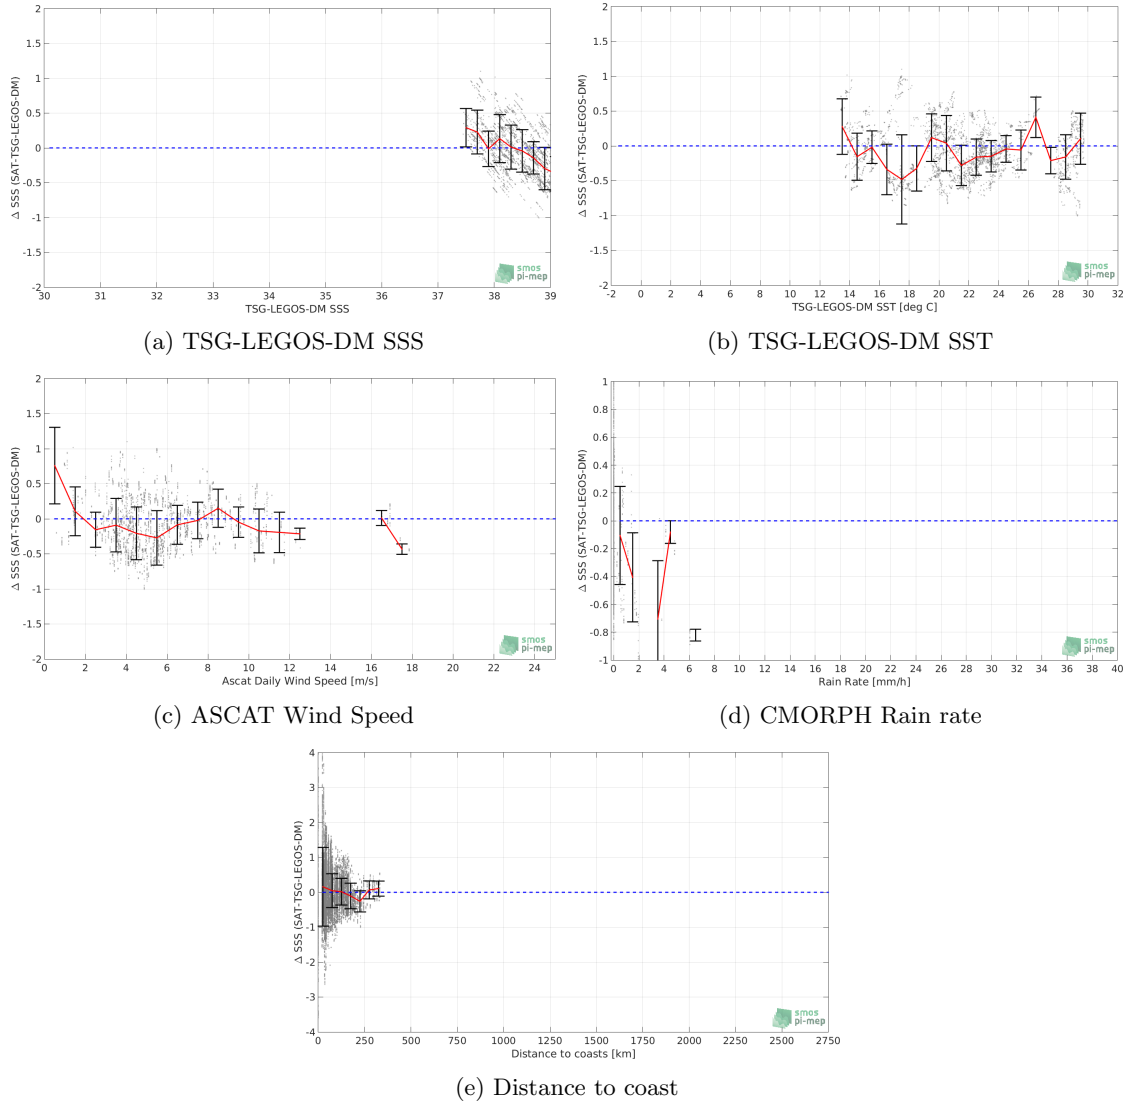 2
1.5
1
0.5
0
-0.5
-1
-1.5
-2
Δ SSS (SAT-TSG-LEGOS-DM)
30 31 32 33 34 35 36 37 38 39
TSG-LEGOS-DM SSS
smos
pi-mep
(a) TSG-LEGOS-DM SSS
2
1.5
1
0.5
0
-0.5
-1
-1.5
-2
Δ SSS (SAT-TSG-LEGOS-DM)
-2 0 2 4 6 8 10 12 14 16 18 20 22 24 26 28 30 32
TSG-LEGOS-DM SST [deg C]
smos
pi-mep
(b) TSG-LEGOS-DM SST
2
1.5
1
0.5
0
-0.5
-1
-1.5
-2
Δ SSS (SAT-TSG-LEGOS-DM)
0 2 4 6 8 10 12 14 16 18 20 22 24
Ascat Daily Wind Speed [m/s]
smos
pi-mep
(c) ASCAT Wind Speed
1
0.8
0.6
0.4
0.2
0
-0.2
-0.4
-0.6
-0.8
-1
Δ SSS (SAT-TSG-LEGOS-DM)
0 2 4 6 8 10 12 14 16 18 20 22 24 26 28 30 32 34 36 38 40
Rain Rate [mm/h]
smos
pi-mep
(d) CMORPH Rain rate
4
3
2
1
0
-1
-2
-3
-4
Δ SSS (SAT-TSG-LEGOS-DM)
0 250 500 750 1000 1250 1500 1750 2000 2250 2500 2750
Distance to coasts [km]
smos
pi-mep
(e) Distance to coast